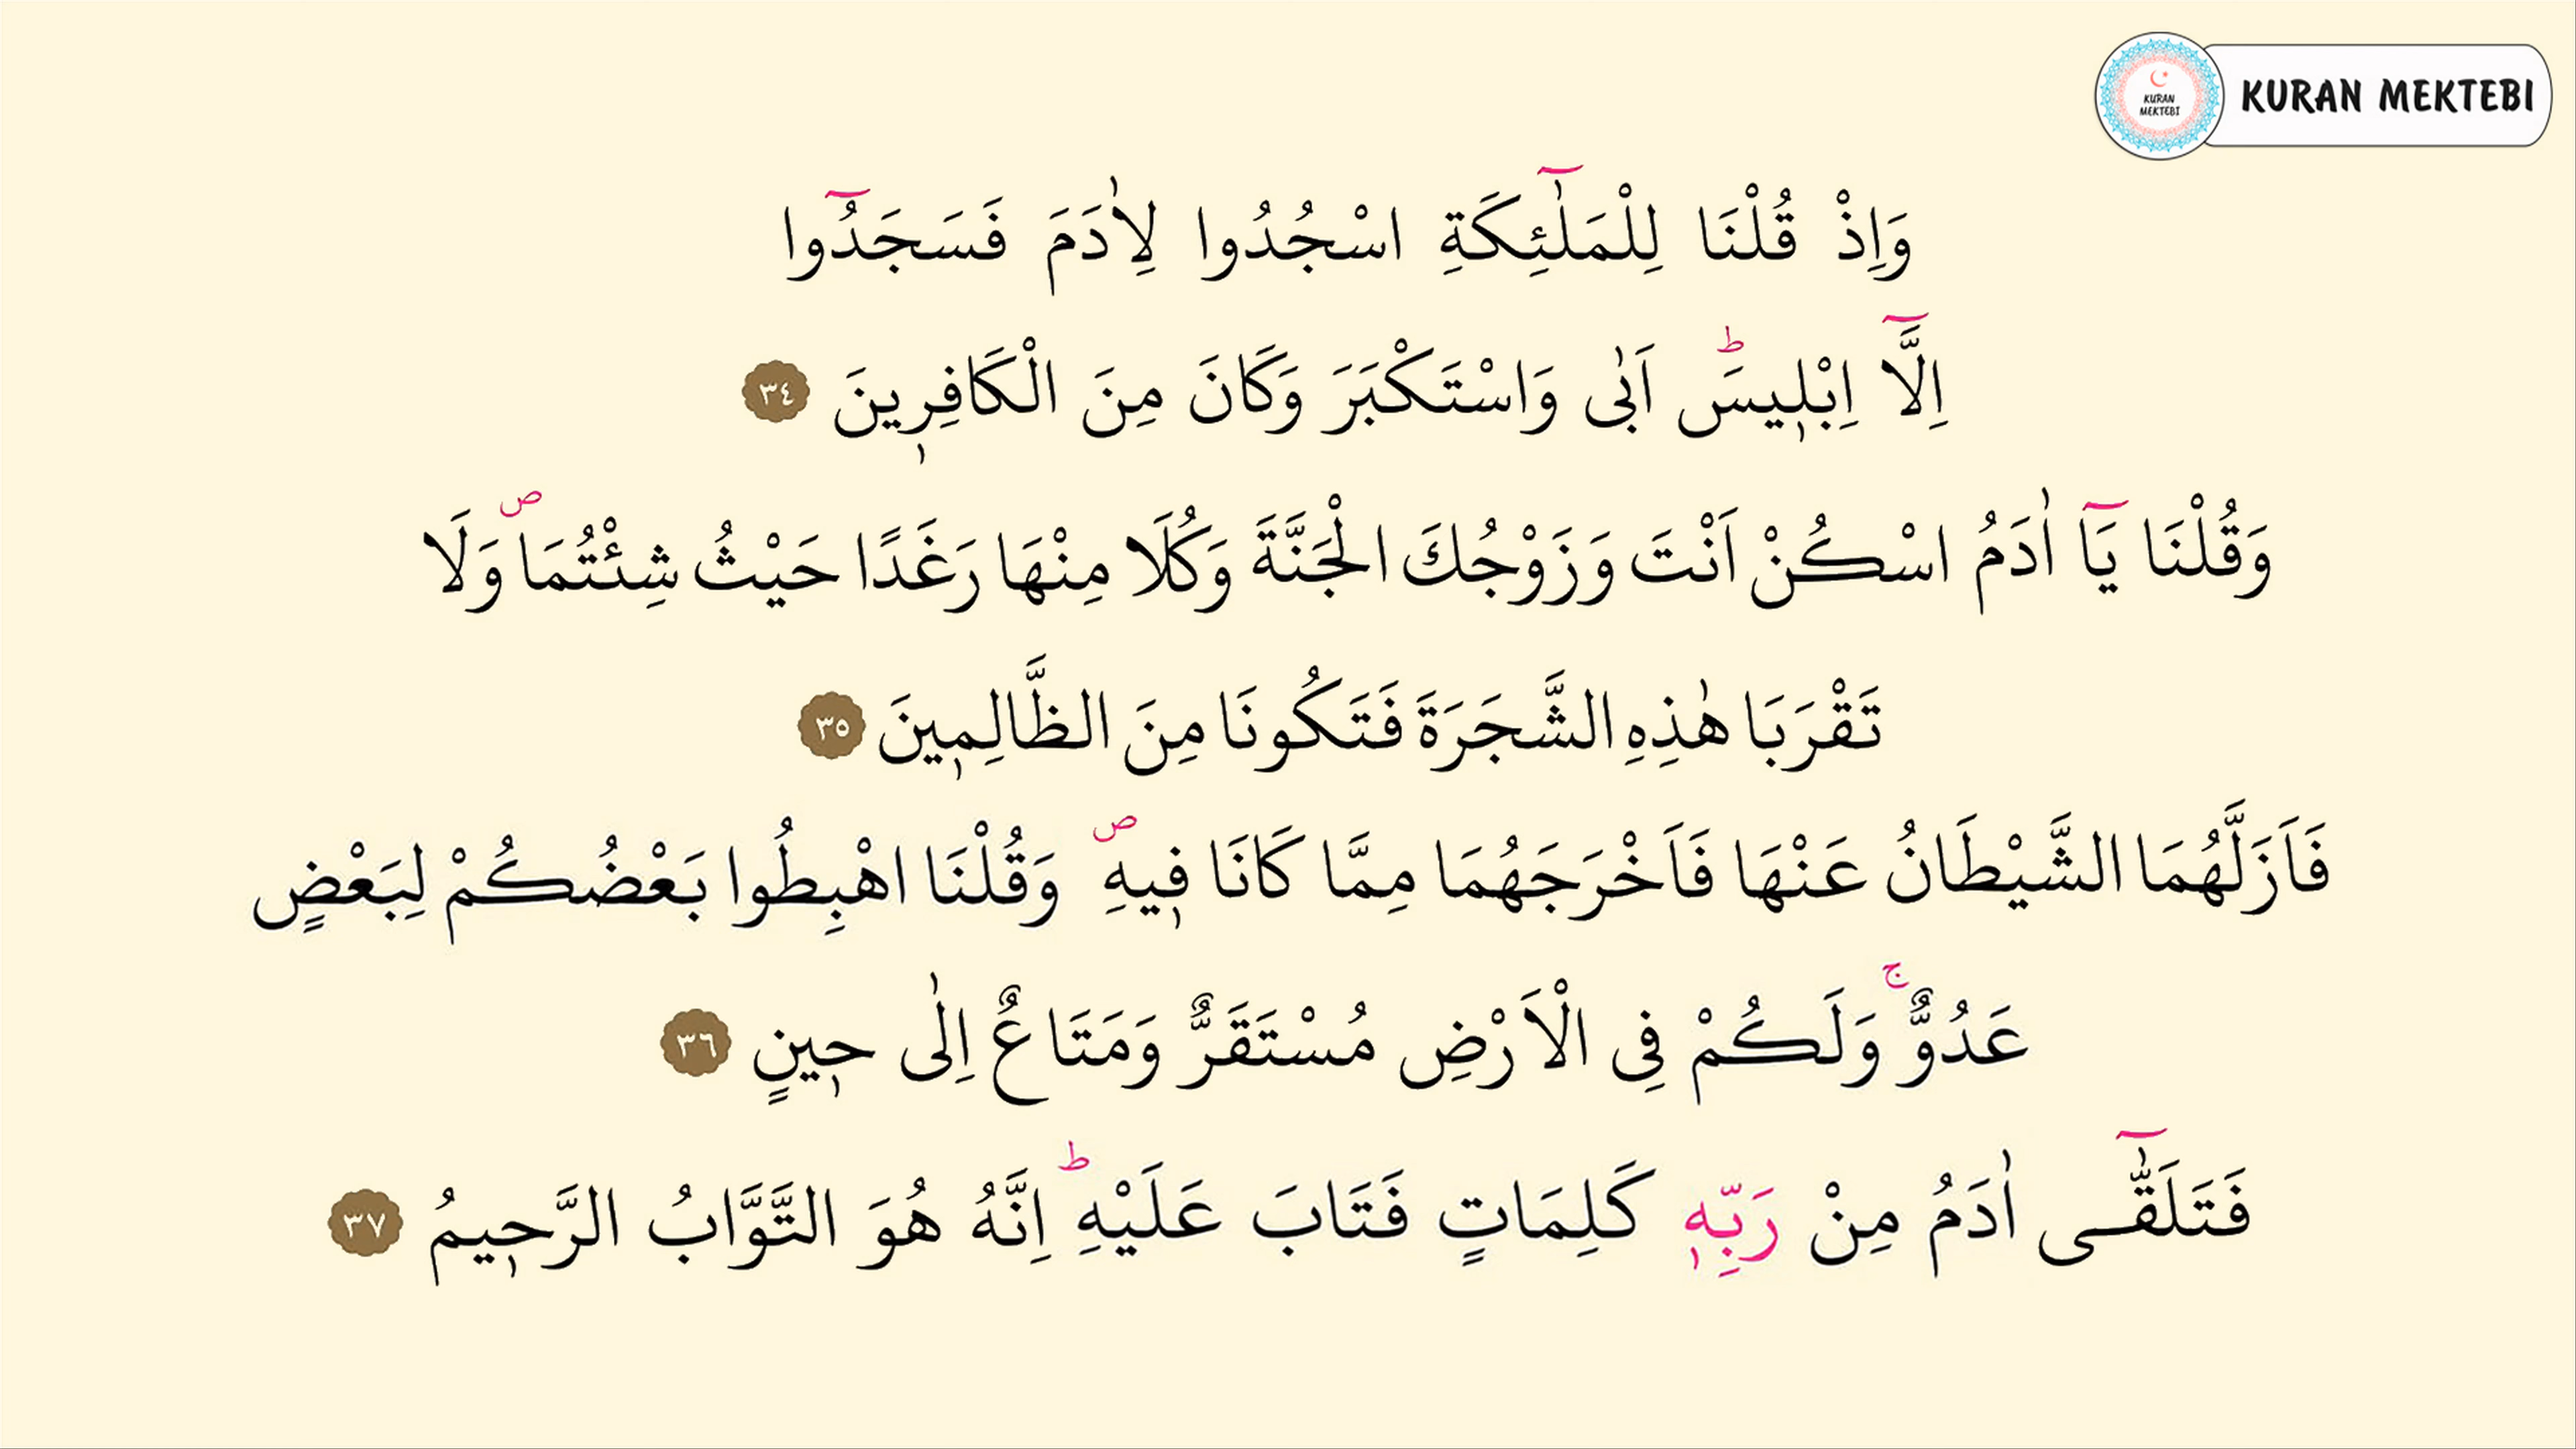 KURAN MEKTEBI
KURAN
MEKTEBI
وَاِذْ قُلْنَا لِلْمَلٰٓئِكَةِ اسْجُدُوا لِاٰدَمَ فَسَجَدُٓوا
اِلَّٓا اِبْل۪يسَۜ اَبٰى وَاسْتَكْبَرَ وَكَانَ مِنَ الْكَافِر۪ينَ ٣٤
وَقُلْنَا يَٓا اٰدَمُ اسْكُنْ اَنْتَ وَزَوْجُكَ الْجَنَّةَ وَكُلَا مِنْهَا رَغَدًا حَيْثُ شِئْتُمَاۖ وَلَا
تَقْرَبَا هٰذِهِ الشَّجَرَةَ فَتَكُونَا مِنَ الظَّالِم۪ينَ ٣٥
فَاَزَلَّهُمَا الشَّيْطَانُ عَنْهَا فَاَخْرَجَهُمَا مِمَّا كَانَا ف۪يهِۖ وَقُلْنَا اهْبِطُوا بَعْضُكُمْ لِبَعْضٍ
عَدُوٌّۚ وَلَكُمْ فِى الْاَرْضِ مُسْتَقَرٌّ وَمَتَاعٌ اِلٰى ح۪ينٍ ٣٦
فَتَلَقّٰٓى اٰدَمُ مِنْ رَبِّه۪ كَلِمَاتٍ فَتَابَ عَلَيْهِۜ اِنَّهُ هُوَ التَّوَّابُ الرَّح۪يمُ ٣٧